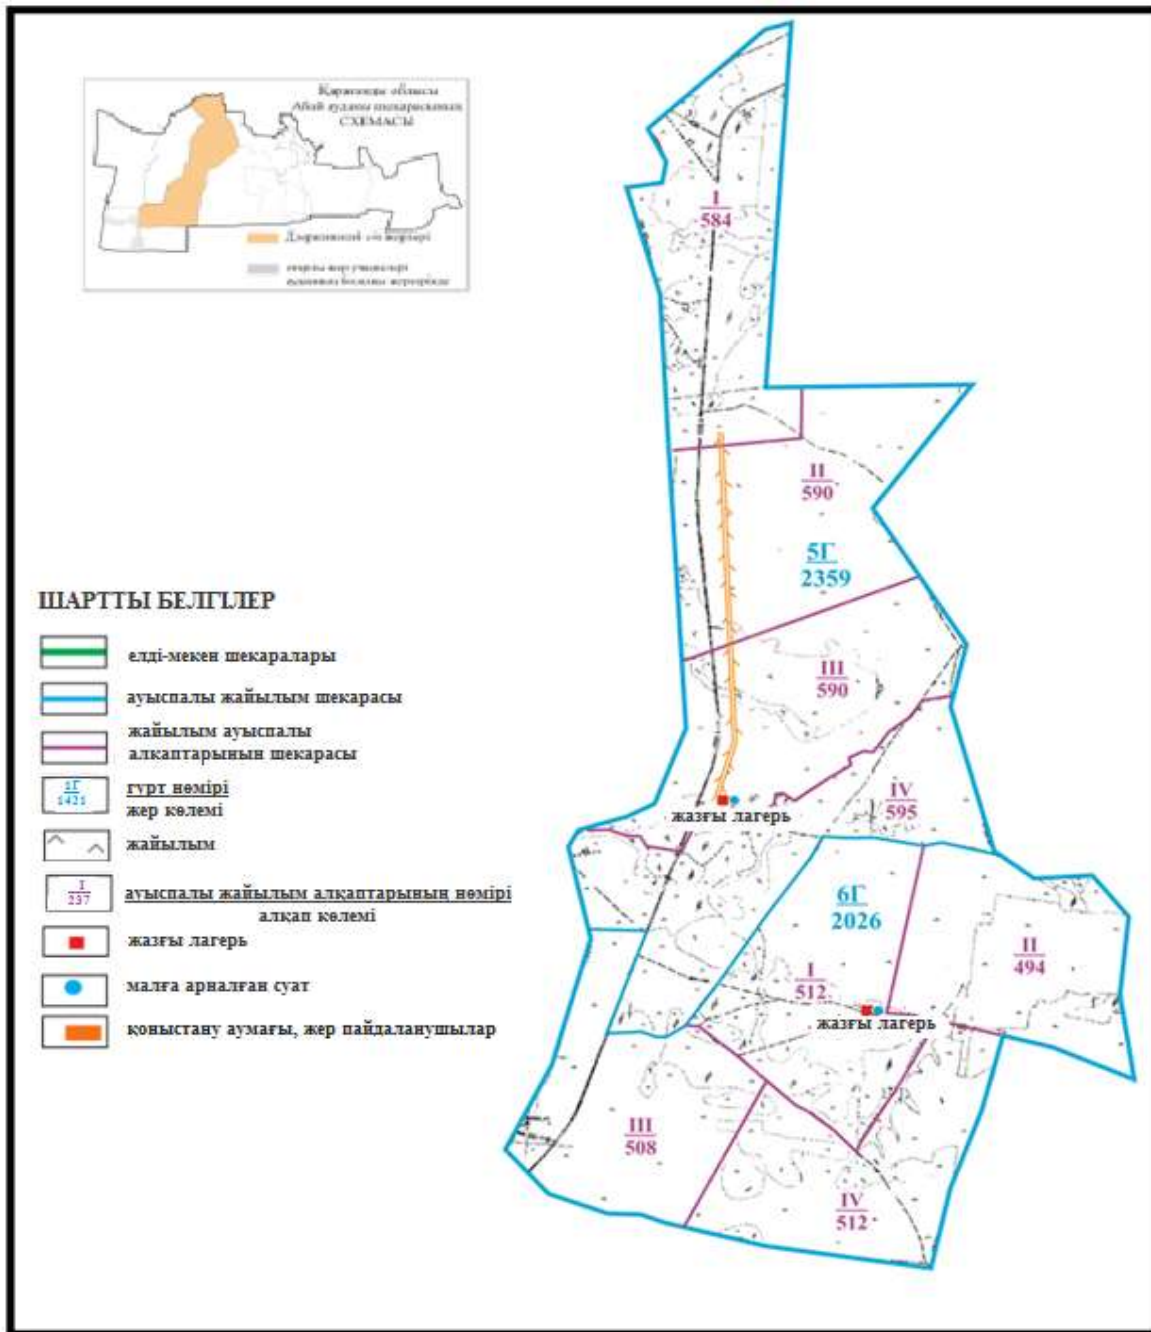 Қарағанды облысы
Абай ауданы шекарасының
СХЕМАСЫ
жерлері
I
584
II
590
5Г
2359
III
590
IV
595
жазғы лагерь
6Г
2026
I
512
II
494
жазғы лагерь
III
508
IV
512
ШАРТТЫ БЕЛГІЛЕР
елді-мекен шекаралары
ауыспалы жайылым шекарасы
жайылым ауыспалы
алқаптарының шекарасы
1Г
1421
гурт нөмірі
жер көлемі
жайылым
I
237
ауыспалы жайылым алқаптарының нөмірі
алқап көлемі
жазғы лагерь
малға арналған суат
қоныстану аумағы, жер пайдаланушылар